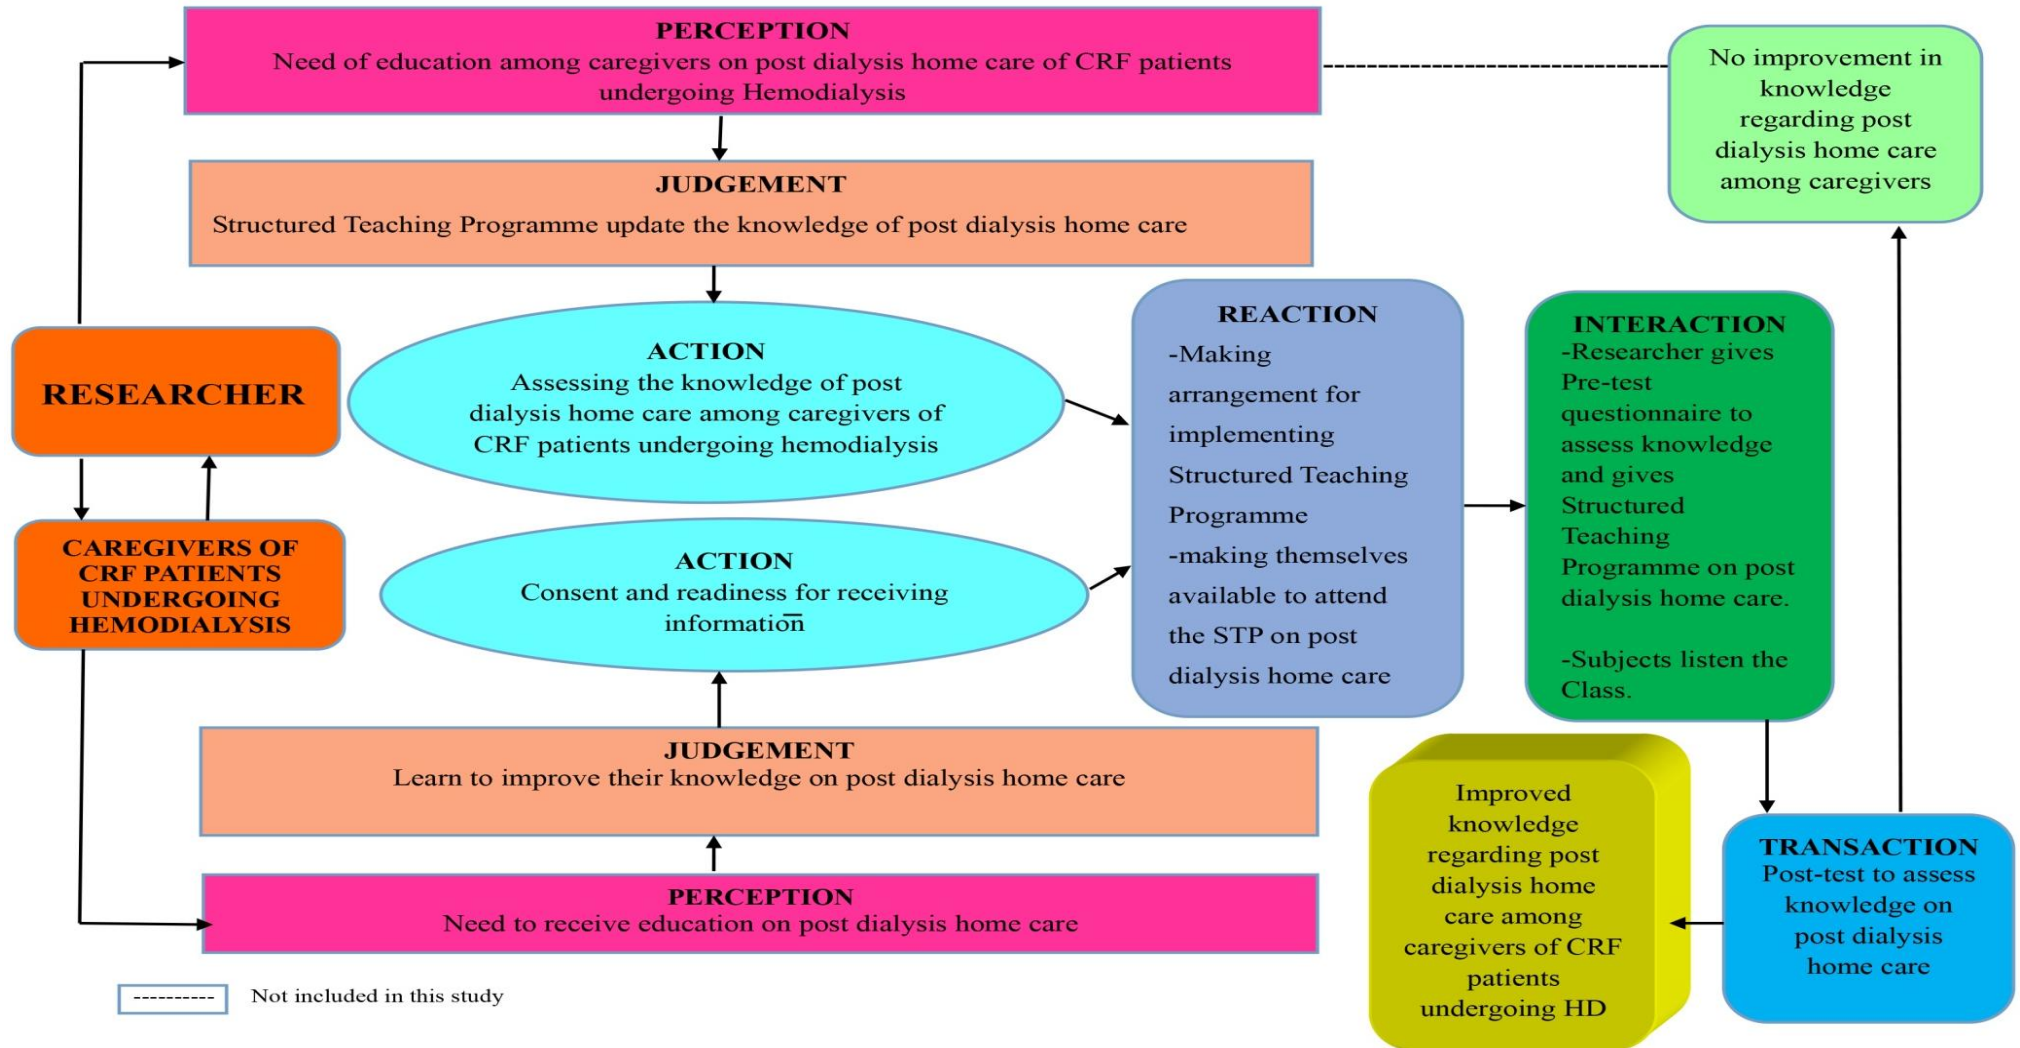 PERCEPTION
Need of education among caregivers on post dialysis home care of CRF patients
undergoing Hemodialysis
No improvement in
knowledge
regarding post
dialysis home care
among caregivers
JUDGEMENT
Structured Teaching Programme update the knowledge of post dialysis home care
RESEARCHER
CAREGIVERS OF
CRF PATIENTS
UNDERGOING
HEMODIALYSIS
ACTION
Assessing the knowledge of post
dialysis home care among caregivers of
CRF patients undergoing hemodialysis
ACTION
Consent and readiness for receiving
information
REACTION
-Making
arrangement for
implementing
Structured Teaching
Programme
-making themselves
available to attend
the STP on post
dialysis home care
INTERACTION
-Researcher gives
Pre-test
questionnaire to
assess knowledge
and gives
Structured
Teaching
Programme on post
dialysis home care.
-Subjects listen the
Class.
JUDGEMENT
Learn to improve their knowledge on post dialysis home care
PERCEPTION
Need to receive education on post dialysis home care
Improved
knowledge
regarding post
dialysis home
care among
caregivers of CRF
patients
undergoing HD
TRANSACTION
Post-test to assess
knowledge on
post dialysis
home care
---------- Not included in this study